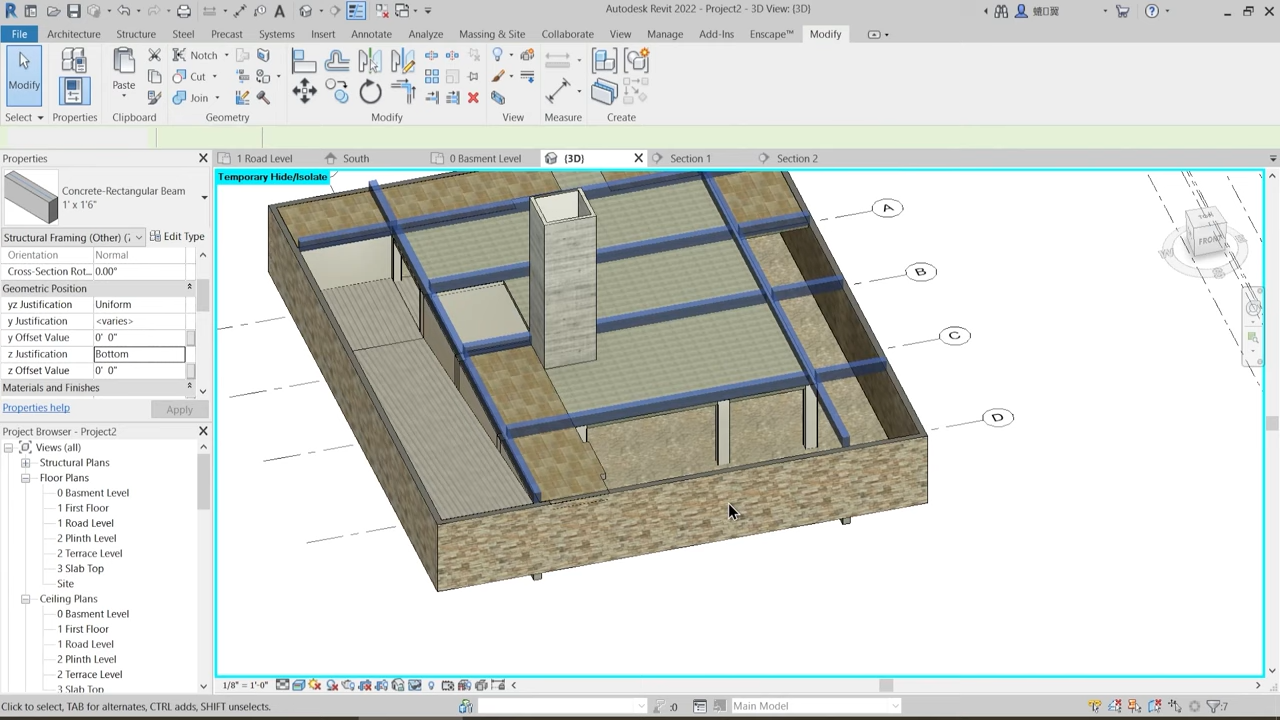 Autodesk Revit 2022 - Project2 - 3D View: {3D}
File Architecture Structure Steel Precast Systems Insert Annotate Analyze Massing & Site Collaborate View Manage Add-Ins Enscape™ Modify
Modify Paste Notch Cut Join
Select Properties Clipboard Geometry Modify View Measure Create
Properties
1 Road Level South 0 Basment Level {3D} Section 1 Section 2
Temporary Hide/Isolate
Concrete-Rectangular Beam
1' x 1'6"
Structural Framing (Other) (7 Edit Type
Orientation Normal
Cross-Section Rot... 0.00°
Geometric Position
yz Justification Uniform
y Justification <varies>
y Offset Value 0' 0"
z Justification Bottom
z Offset Value 0' 0"
Materials and Finishes
Properties help Apply
Project Browser - Project2
Views (all)
Structural Plans
Floor Plans
0 Basment Level
1 First Floor
1 Road Level
2 Plinth Level
2 Terrace Level
3 Slab Top
Site
Ceiling Plans
0 Basment Level
1 First Floor
1 Road Level
2 Plinth Level
2 Terrace Level
3 Slab Top
A
B
C
D
FRONT
1/8" = 1'-0"
Click to select, TAB for alternates, CTRL adds, SHIFT unselects. :0 Main Model :7